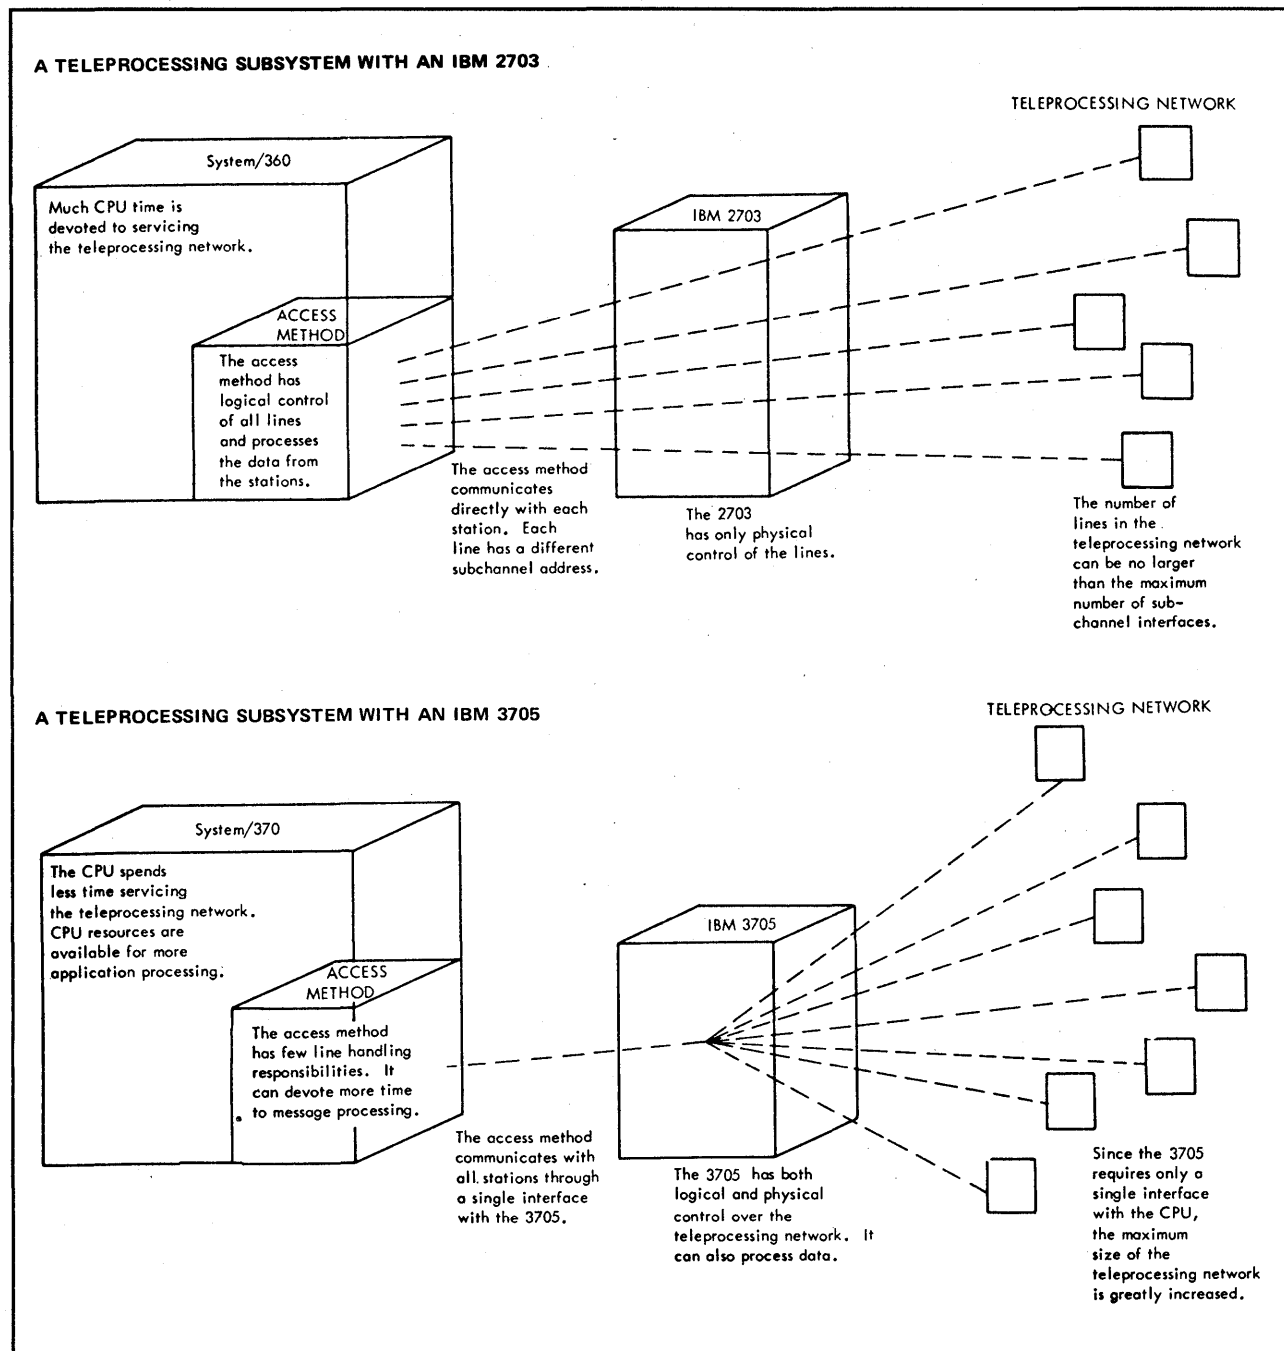 A TELEPROCESSING SUBSYSTEM WITH AN IBM 2703
TELEPROCESSING NETWORK
System/360
Much CPU time is
devoted to servicing
the teleprocessing network.
IBM 2703
ACCESS
METHOD
The access
method has
logical control
of all lines
and processes
the data from
the stations.
The access method
communicates
directly with each
station. Each
line has a different
subchannel address.
The 2703
has only physical
control of the lines.
The number of
lines in the
teleprocessing network
can be no larger
than the maximum
number of sub-
channel interfaces.
A TELEPROCESSING SUBSYSTEM WITH AN IBM 3705
TELEPROCESSING NETWORK
System/370
The CPU spends
less time servicing
the teleprocessing network.
CPU resources are
available for more
application processing.
IBM 3705
ACCESS
METHOD
The access method
has few line handling
responsibilities. It
can devote more time
to message processing.
The access method
communicates with
all stations through
a single interface
with the 3705.
The 3705 has both
logical and physical
control over the
teleprocessing network. It
can also process data.
Since the 3705
requires only a
single interface
with the CPU,
the maximum
size of the
teleprocessing network
is greatly increased.